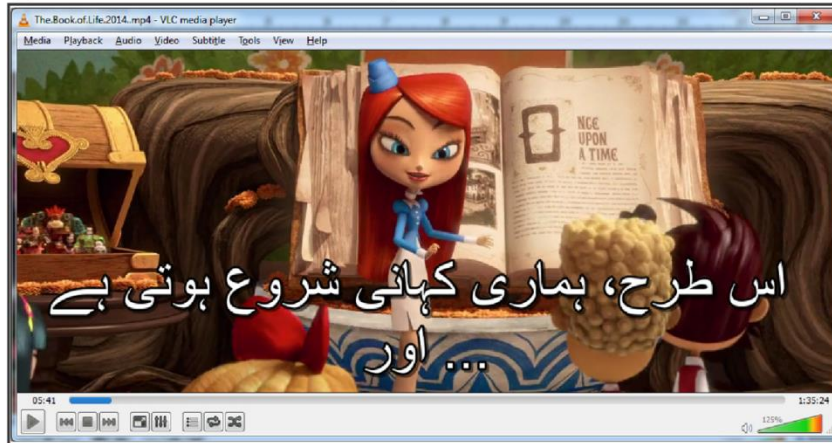 The.Book.of.Life.2014..mp4 - VLC media player
Media Playback Audio Video Subtitle Tools View Help
ONCE
UPON
A TIME
اس طرح، ہماری کہانی شروع ہوتی ہے
... اور
05:41 1:35:24
125%